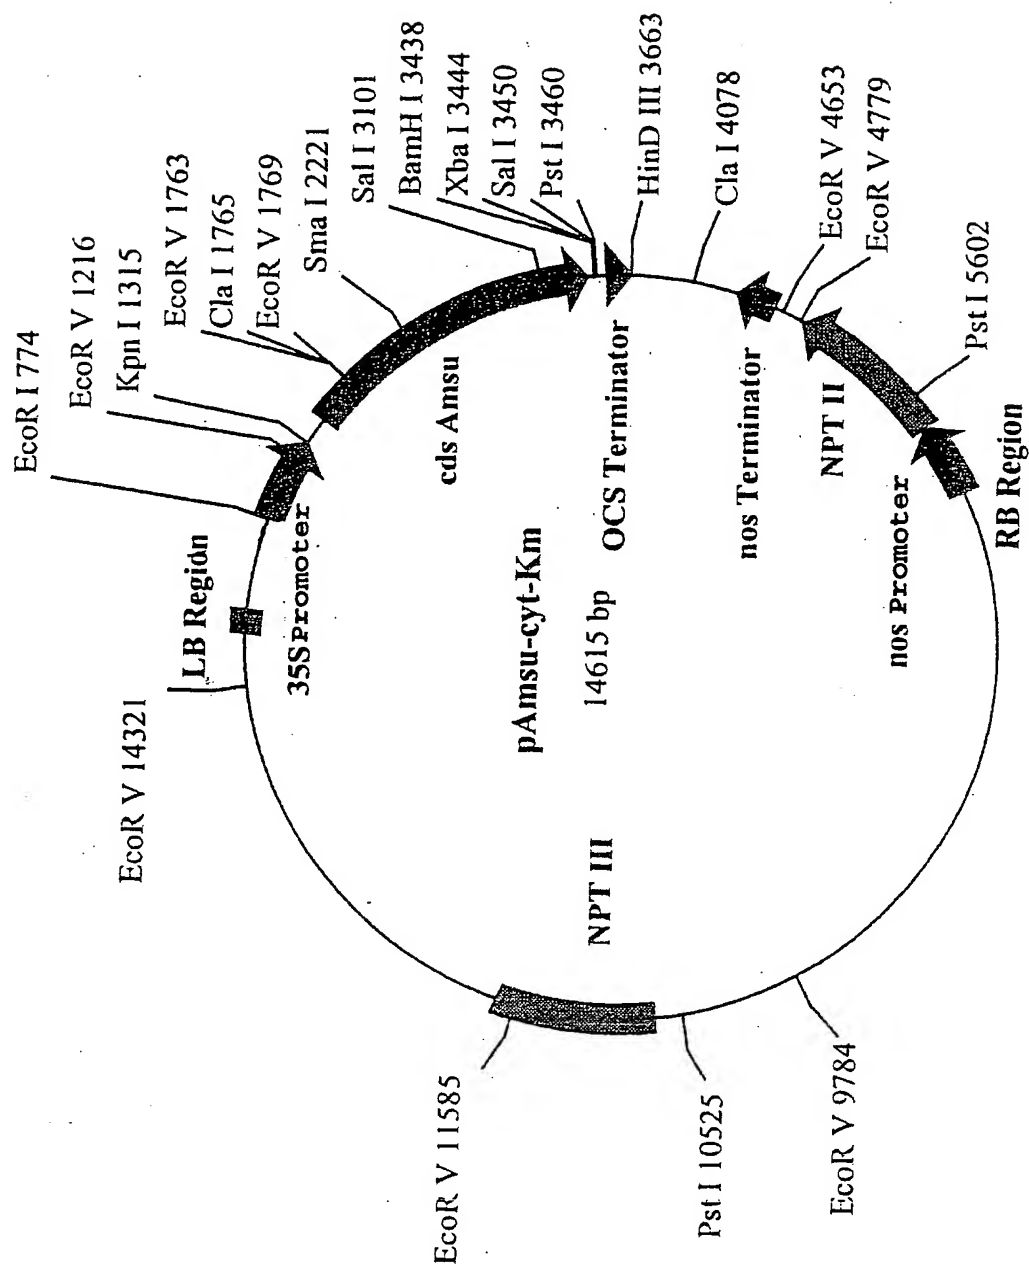 EcoR I 774
EcoR V 1216
Kpn I 1315
EcoR V 1763
Cla I 1765
EcoR V 1769
Sma I 2221
Sal I 3101
BamH I 3438
Xba I 3444
Sal I 3450
Pst I 3460
HinD III 3663
Cla I 4078
EcoR V 4653
EcoR V 4779
Pst I 5602
RB Region
nos Promoter
NPT II
nos Terminator
OCS Terminator
cds Amsu
35S Promoter
LB Region
EcoR V 14321
pAmsu-cyt-Km
14615 bp
NPT III
EcoR V 11585
Pst I 10525
EcoR V 9784